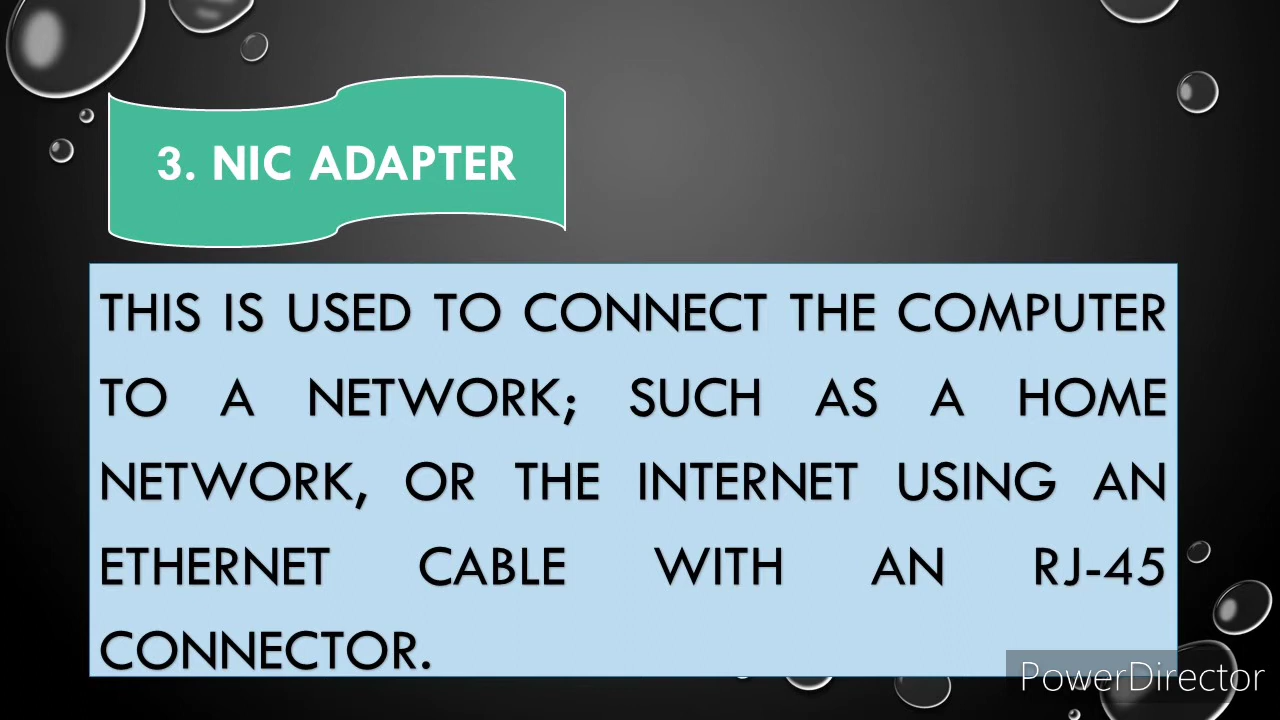 3. NIC ADAPTER
THIS IS USED TO CONNECT THE COMPUTER
TO A NETWORK; SUCH AS A HOME
NETWORK, OR THE INTERNET USING AN
ETHERNET CABLE WITH AN RJ-45
CONNECTOR.
PowerDirector